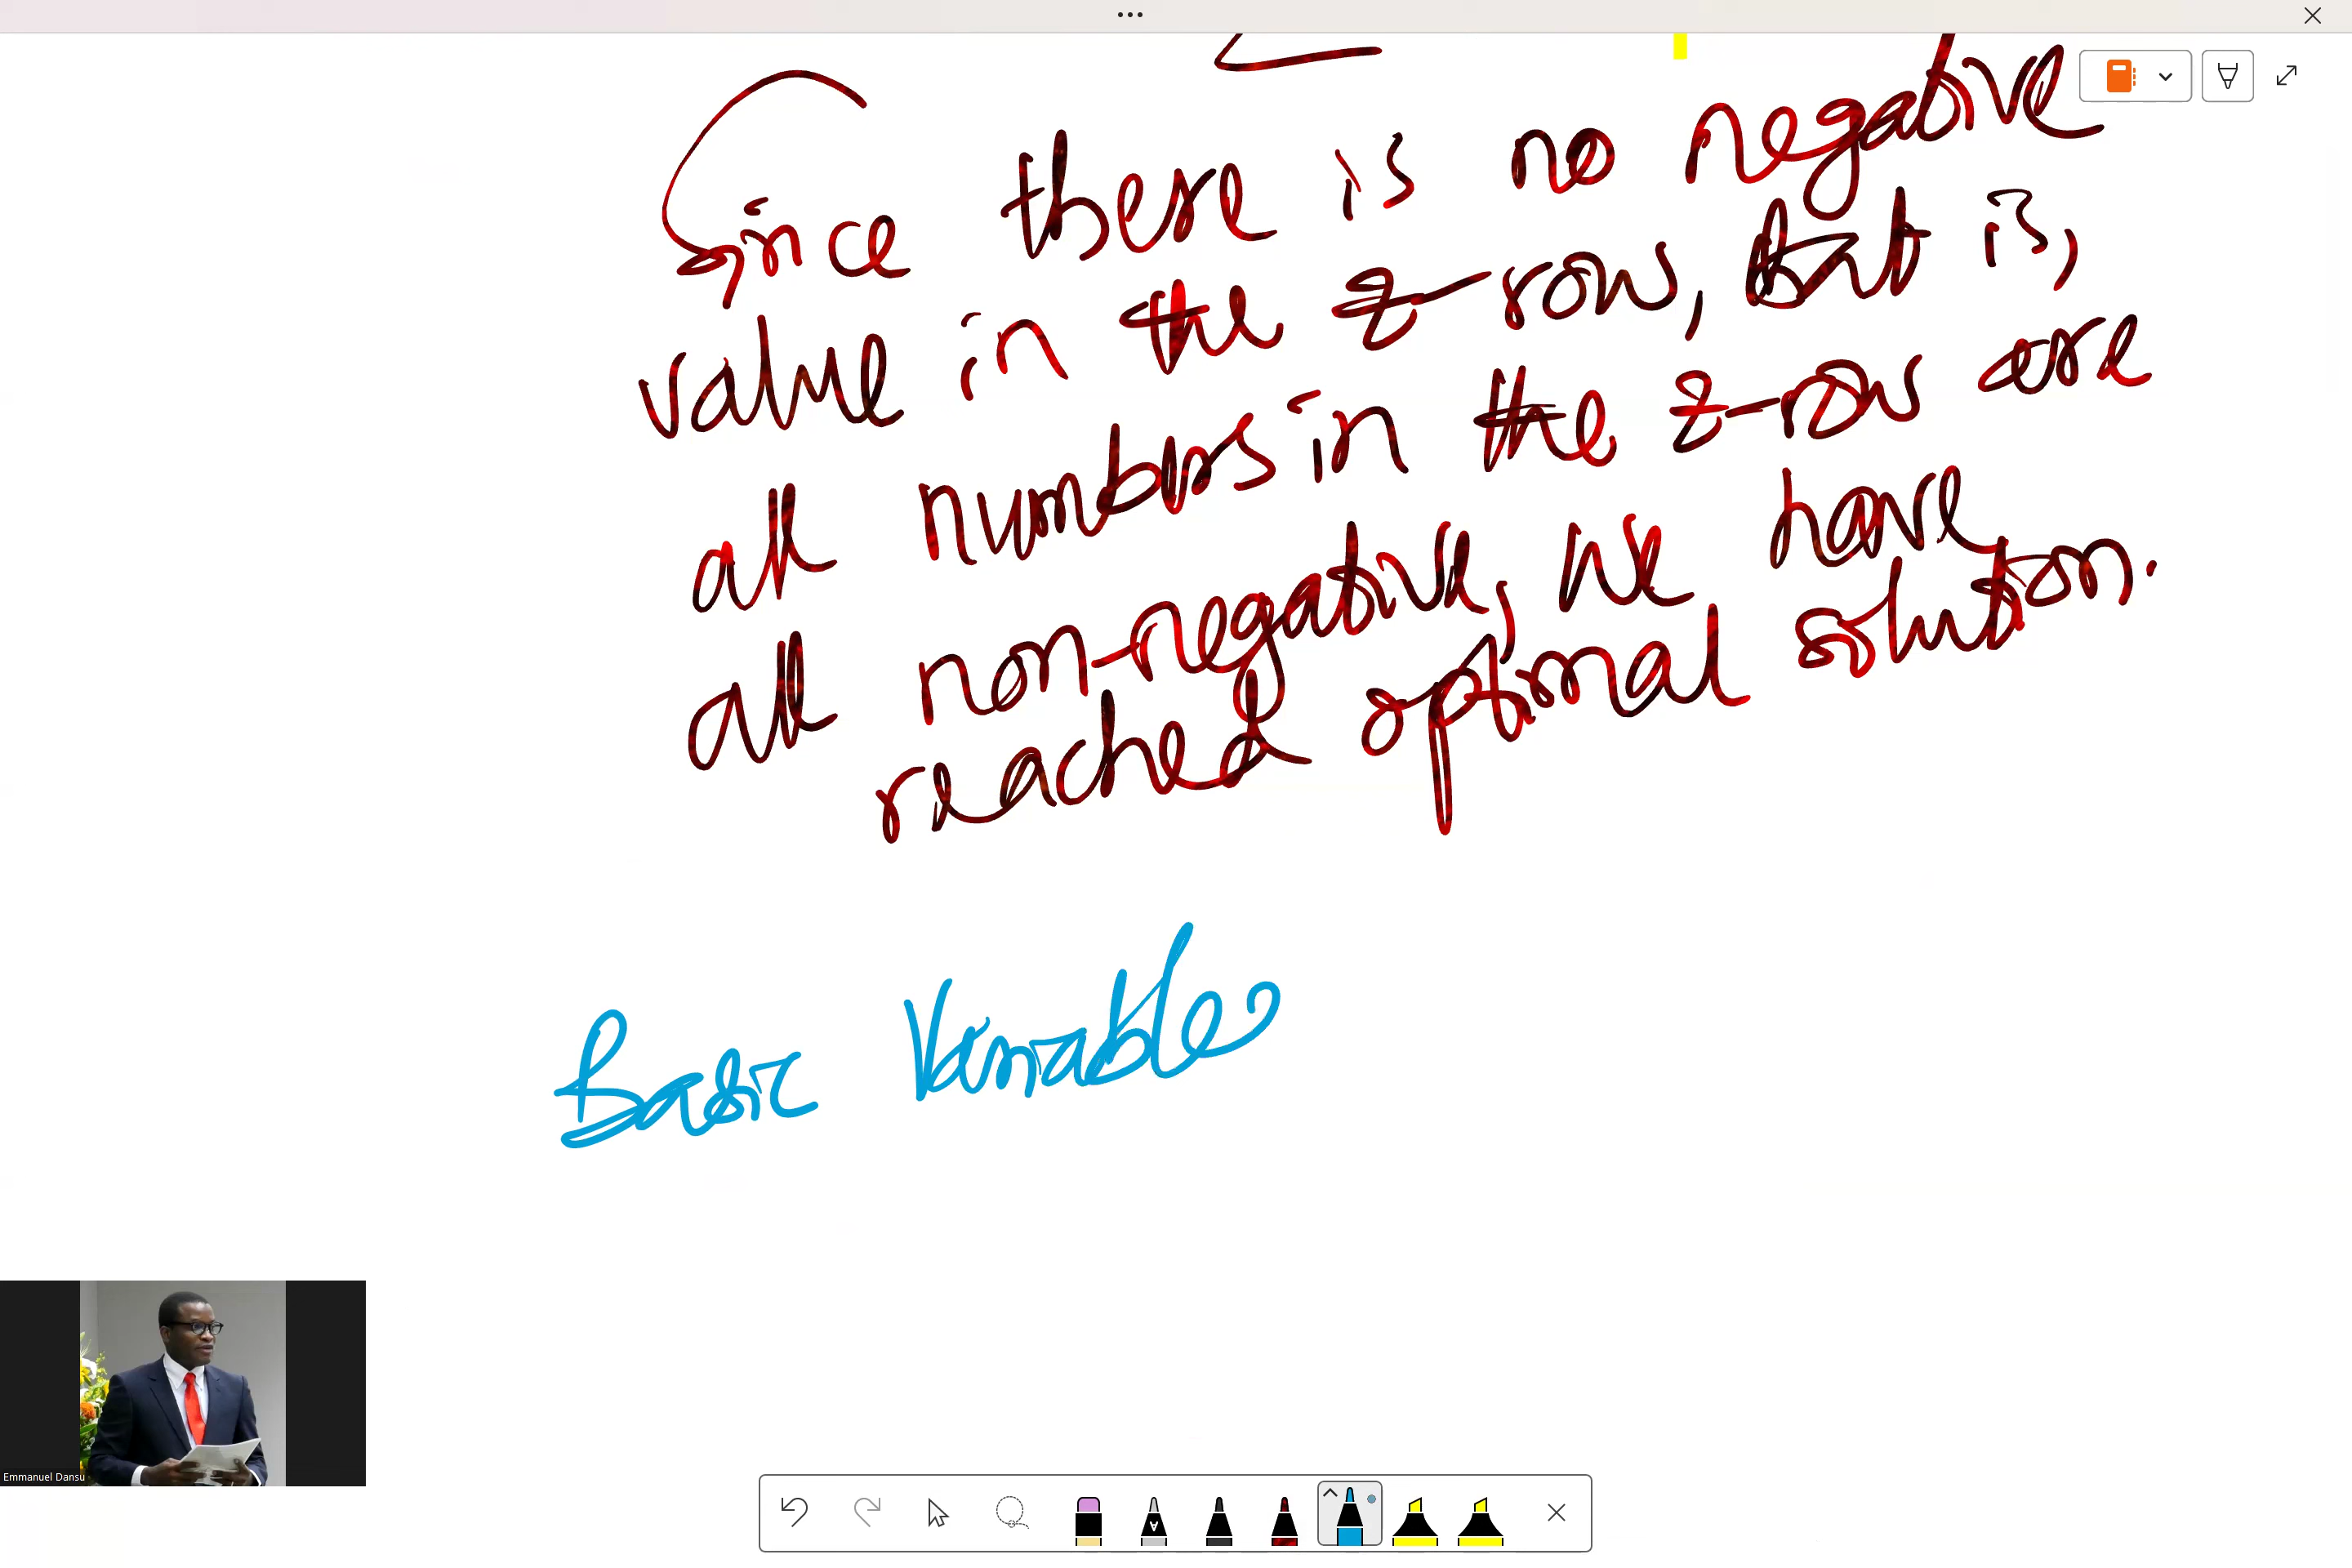 Since there is no negative
value in the z-row, that is,
all numbers in the z-row are
all non-negative, we have
reached optimal solution.
Basic Variables
Emmanuel Dansu